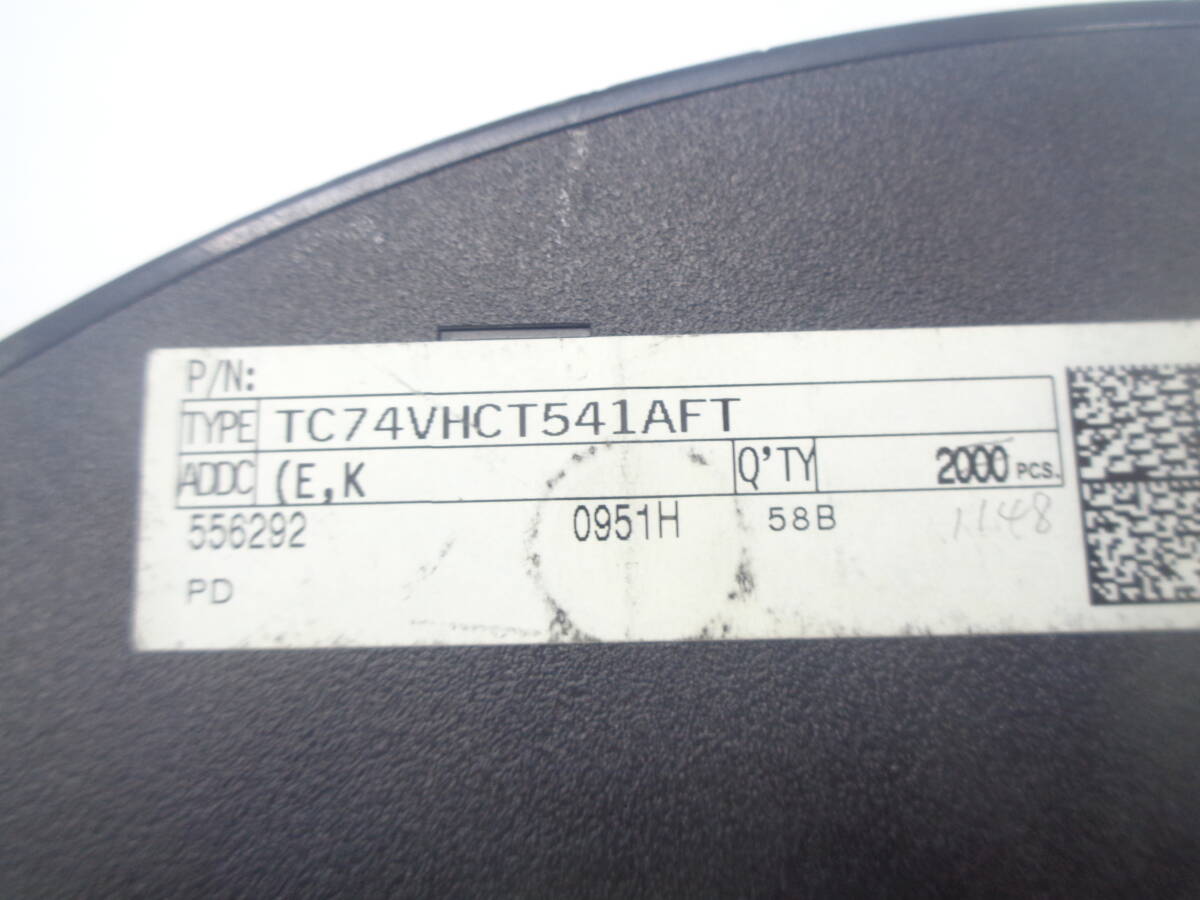 P/N:
TYPE TC74VHCT541AFT
ADDC (E,K Q'TY 2000 PCS.
556292 0951H 58B 1148
PD